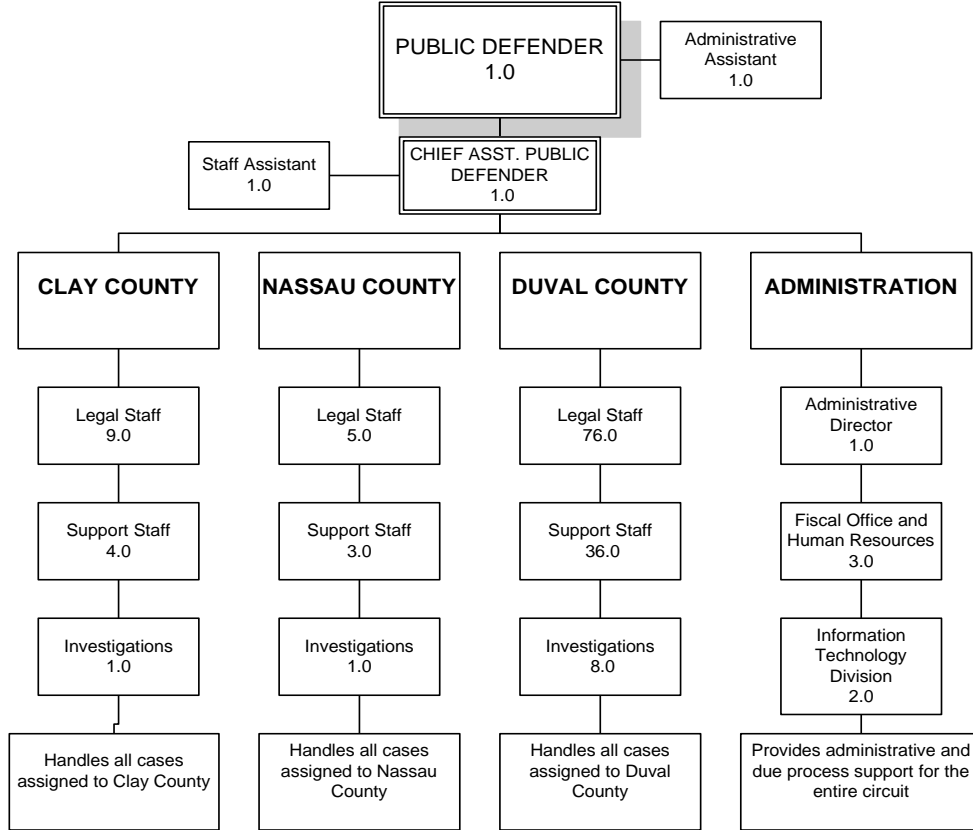 PUBLIC DEFENDER
1.0
Administrative
Assistant
1.0
Staff Assistant
1.0
CHIEF ASST. PUBLIC
DEFENDER
1.0
CLAY COUNTY
Legal Staff
9.0
Support Staff
4.0
Investigations
1.0
Handles all cases
assigned to Clay County
NASSAU COUNTY
Legal Staff
5.0
Support Staff
3.0
Investigations
1.0
Handles all cases
assigned to Nassau
County
DUVAL COUNTY
Legal Staff
76.0
Support Staff
36.0
Investigations
8.0
Handles all cases
assigned to Duval
County
ADMINISTRATION
Administrative
Director
1.0
Fiscal Office and
Human Resources
3.0
Information
Technology
Division
2.0
Provides administrative and
due process support for the
entire circuit